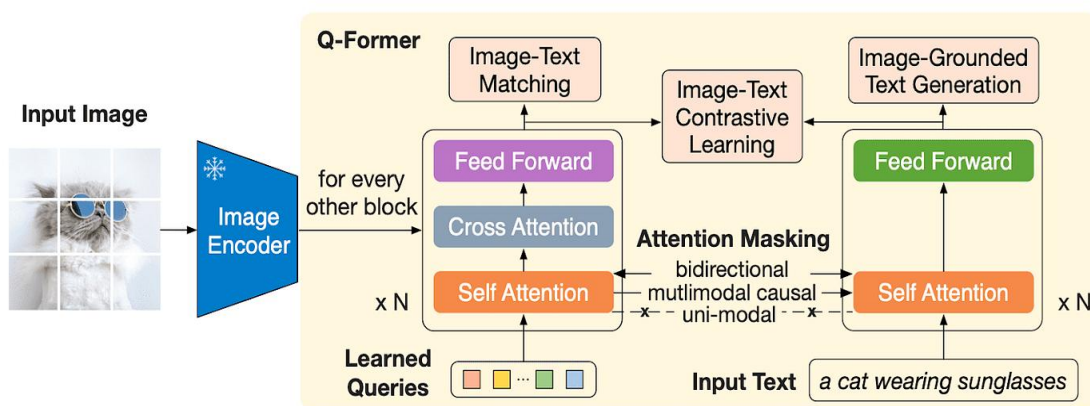 Q-Former
Input Image
Image
Encoder
for every
other block
Image-Text
Matching
Image-Text
Contrastive
Learning
Image-Grounded
Text Generation
Feed Forward
Cross Attention
Self Attention
x N
Attention Masking
bidirectional
mutlimodal causal
x uni-modal x
Feed Forward
Self Attention
x N
Learned
Queries
...
Input Text
a cat wearing sunglasses